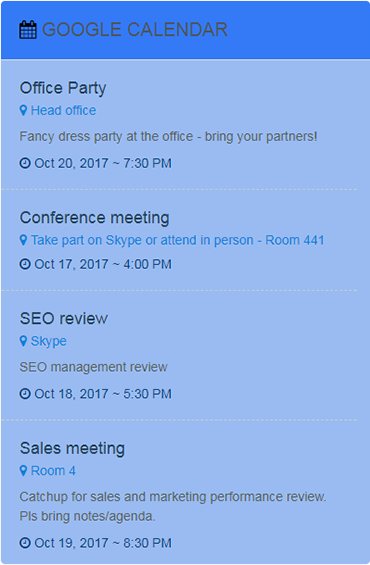 GOOGLE CALENDAR
Office Party
Head office
Fancy dress party at the office - bring your partners!
Oct 20, 2017 ~ 7:30 PM
Conference meeting
Take part on Skype or attend in person - Room 441
Oct 17, 2017 ~ 4:00 PM
SEO review
Skype
SEO management review
Oct 18, 2017 ~ 5:30 PM
Sales meeting
Room 4
Catchup for sales and marketing performance review.
Pls bring notes/agenda.
Oct 19, 2017 ~ 8:30 PM